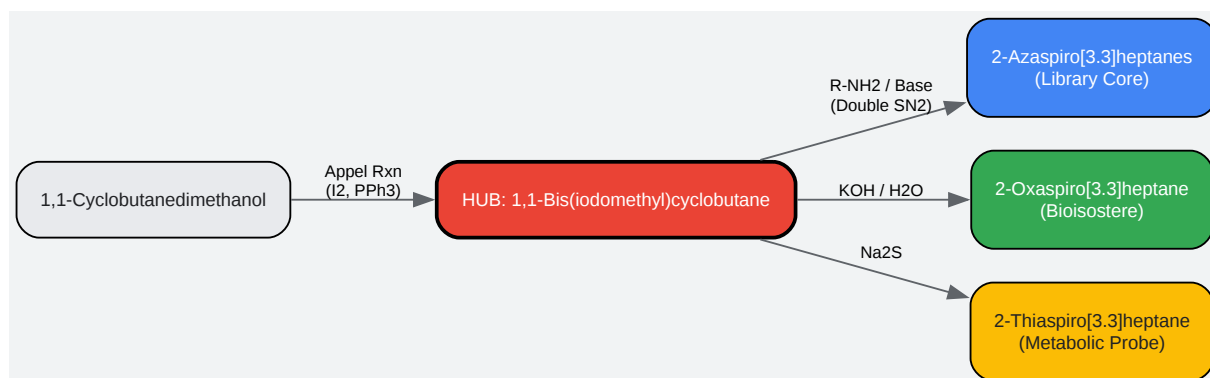 1,1-Cyclobutanedimethanol
Appel Rxn
(I2, PPh3)
HUB: 1,1-Bis(iodomethyl)cyclobutane
R-NH2 / Base
(Double SN2)
2-Azaspiro[3.3]heptanes
(Library Core)
KOH / H2O
2-Oxaspiro[3.3]heptane
(Bioisostere)
Na2S
2-Thiaspiro[3.3]heptane
(Metabolic Probe)